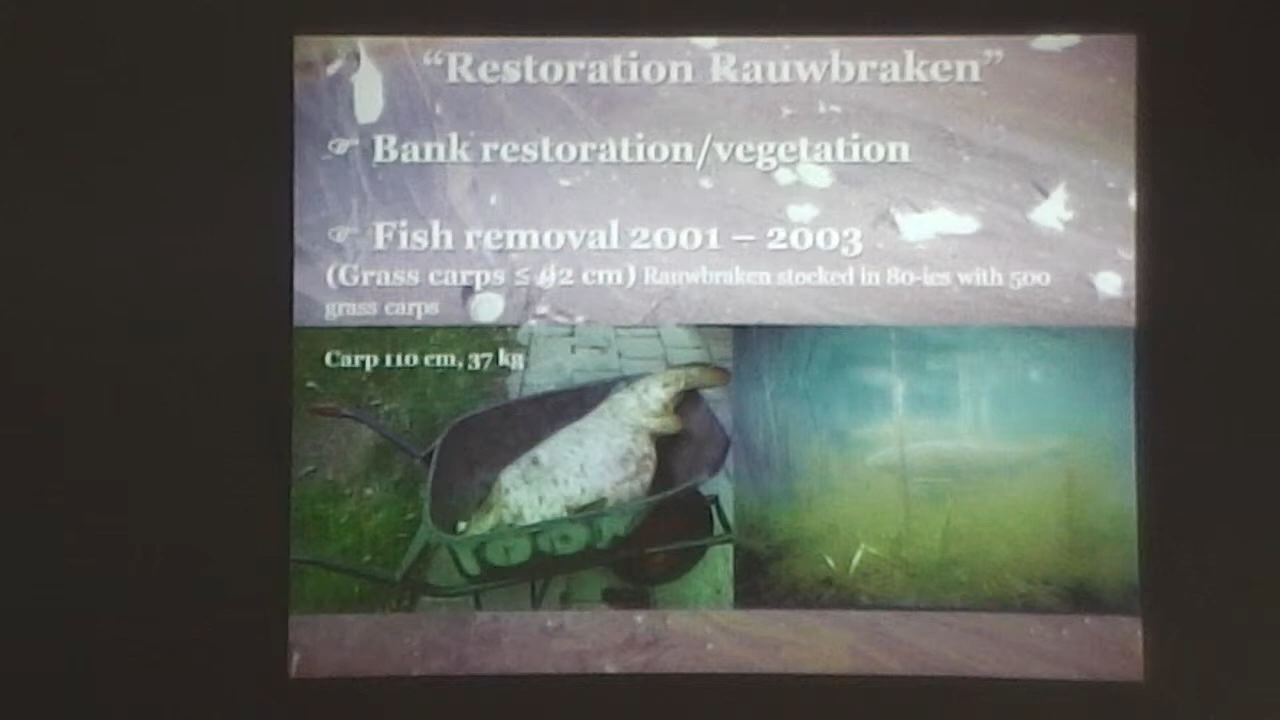 “Restoration Rauwbraken”
☞ Bank restoration/vegetation
☞ Fish removal 2001 – 2003
(Grass carps ≤ cm) Rauwbraken stocked in 80-ies with 500
grass carps
Carp 110 cm, 37 kg